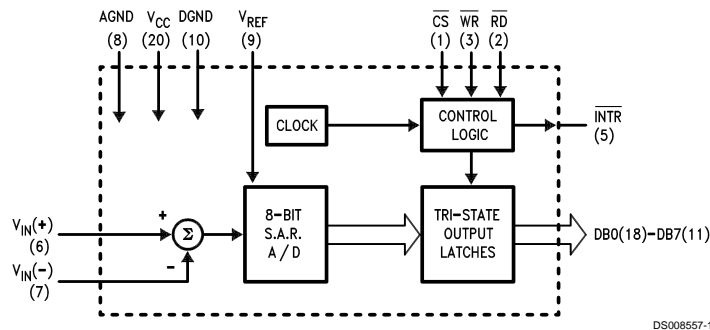 AGND VCC DGND VREF CS WR RD
(8) (20) (10) (9) (1) (3) (2)
CLOCK
CONTROL
LOGIC
INTR
(5)
VIN(+)
(6)
+
Σ
8-BIT
S.A.R.
A/D
TRI-STATE
OUTPUT
LATCHES
DB0(18)–DB7(11)
VIN(−)
(7)
−
DS008557-1